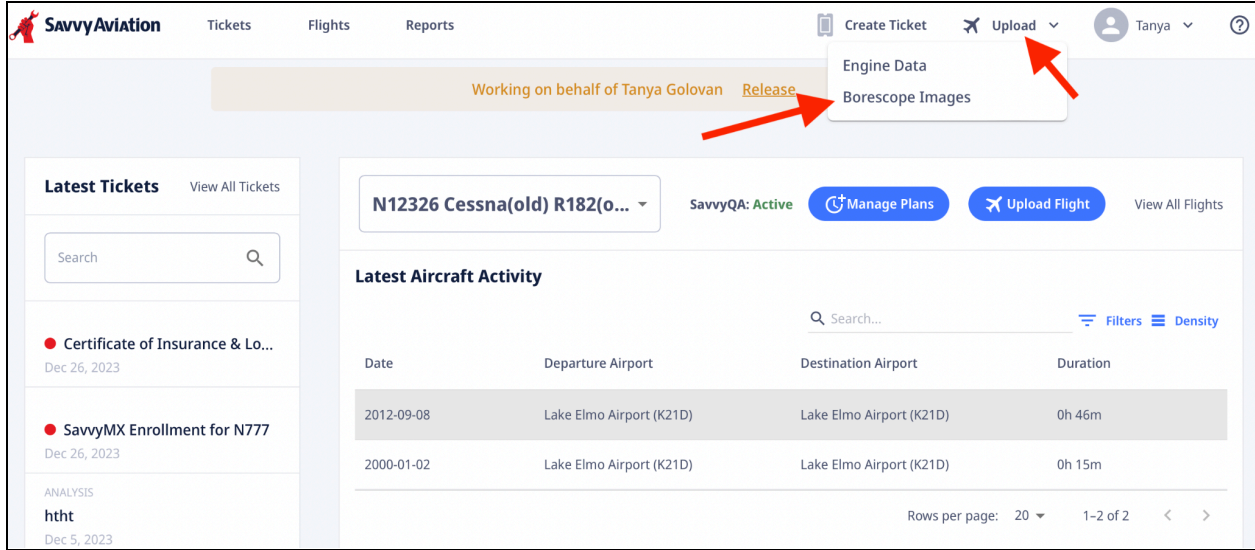 SavvyAviation Tickets Flights Reports Create Ticket Upload Tanya
Engine Data
Borescope Images
Working on behalf of Tanya Golovan Release
Latest Tickets View All Tickets
Search
Certificate of Insurance & Lo...
Dec 26, 2023
SavvyMX Enrollment for N777
Dec 26, 2023
ANALYSIS
htht
Dec 5, 2023
N12326 Cessna(old) R182(o... SavvyQA: Active Manage Plans Upload Flight View All Flights
Latest Aircraft Activity
Search... Filters Density
Date Departure Airport Destination Airport Duration
2012-09-08 Lake Elmo Airport (K21D) Lake Elmo Airport (K21D) 0h 46m
2000-01-02 Lake Elmo Airport (K21D) Lake Elmo Airport (K21D) 0h 15m
Rows per page: 20 1–2 of 2